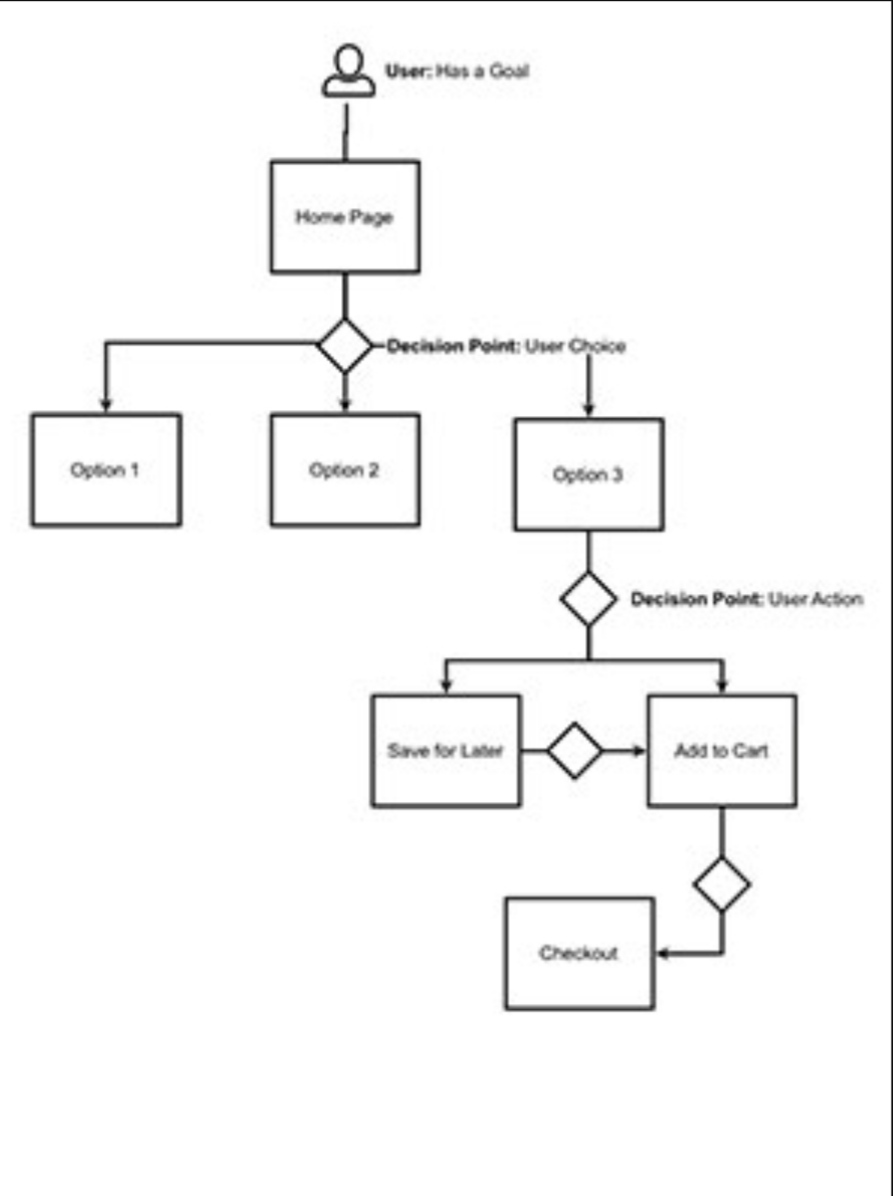 User: Has a Goal
Home Page
Decision Point: User Choice
Option 1
Option 2
Option 3
Decision Point: User Action
Save for Later
Add to Cart
Checkout